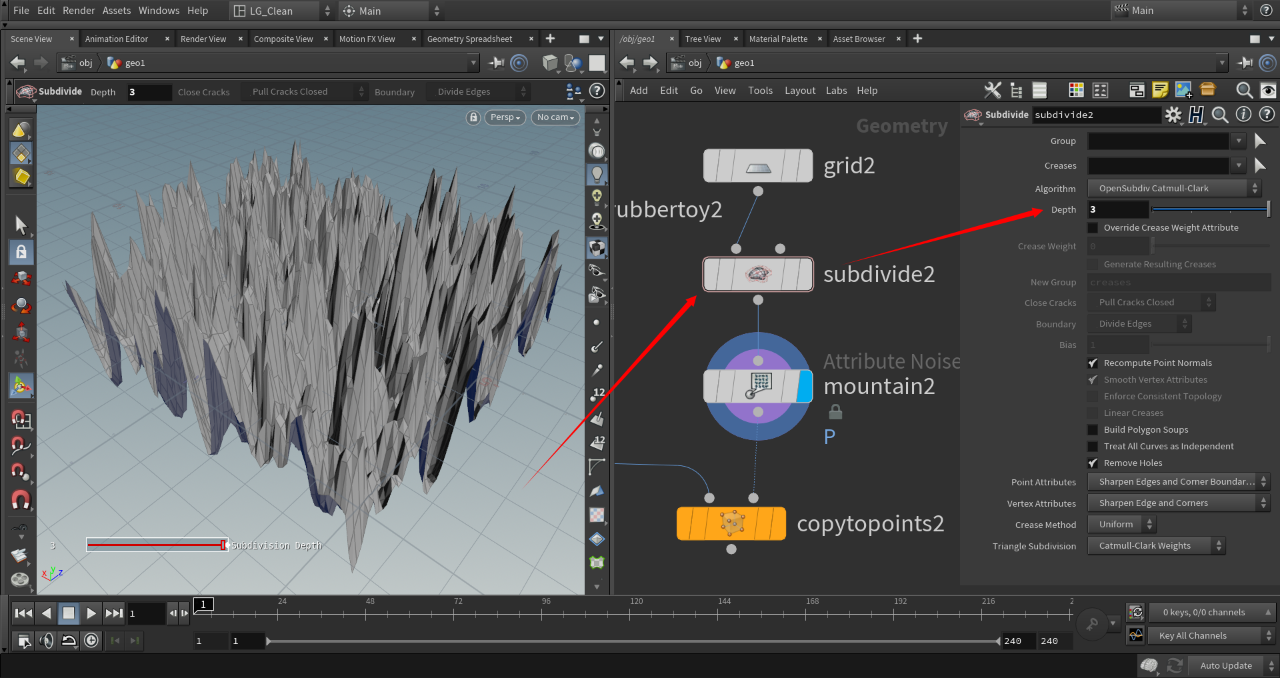 File Edit Render Assets Windows Help LG_Clean Main Main
Scene View Animation Editor Render View Composite View Motion FX View Geometry Spreadsheet
/obj/geo1 Tree View Material Palette Asset Browser
obj geo1
obj geo1
Subdivide Depth 3 Close Cracks Pull Cracks Closed Boundary Divide Edges
Add Edit Go View Tools Layout Labs Help
Persp No cam
Geometry
grid2
ubbertoy2
subdivide2
Attribute Noise
mountain2
P
copytopoints2
3 Subdivision Depth
x y z
12
12
Subdivide subdivide2
Group
Creases
Algorithm OpenSubdiv Catmull-Clark
Depth 3
Override Crease Weight Attribute
Crease Weight 0
Generate Resulting Creases
New Group creases
Close Cracks Pull Cracks Closed
Boundary Divide Edges
Bias 1
Recompute Point Normals
Smooth Vertex Attributes
Enforce Consistent Topology
Linear Creases
Build Polygon Soups
Treat All Curves as Independent
Remove Holes
Point Attributes Sharpen Edges and Corner Boundar...
Vertex Attributes Sharpen Edge and Corners
Crease Method Uniform
Triangle Subdivision Catmull-Clark Weights
1 1 24 48 72 96 120 144 168 192 216 2
0 keys, 0/0 channels
1 1 240 240
Key All Channels
Auto Update